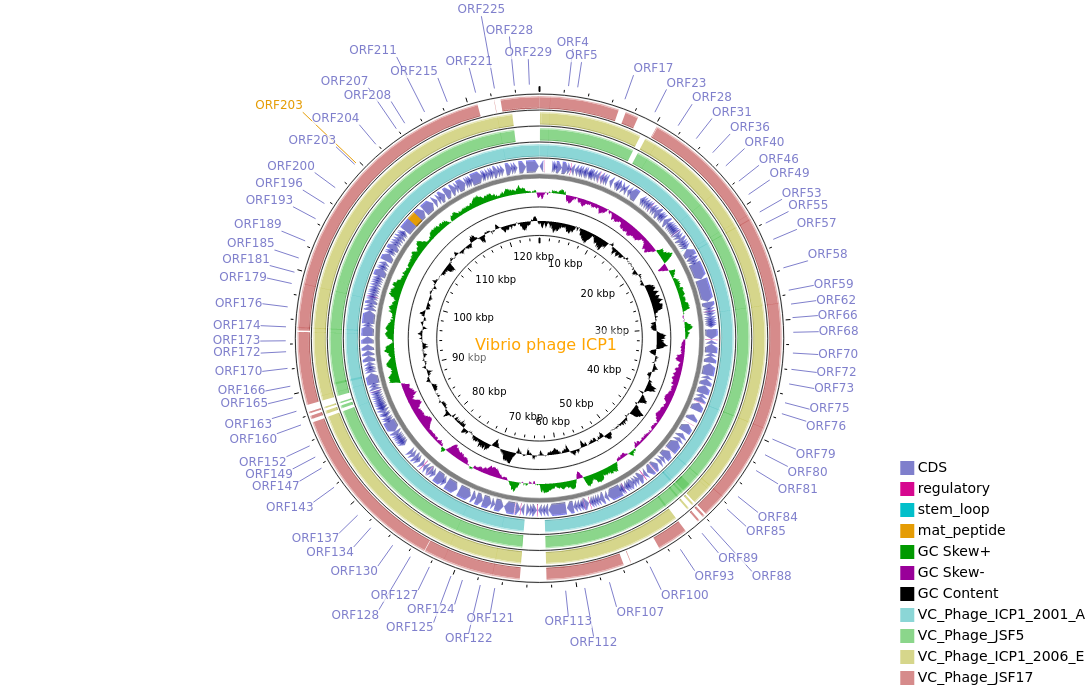 ORF225
ORF228
ORF4
ORF211
ORF229
ORF5
ORF221
ORF17
ORF215
ORF207
ORF23
ORF208
ORF28
ORF203
ORF31
ORF204
ORF36
ORF203
ORF40
ORF200
ORF46
ORF49
ORF196
ORF53
ORF193
ORF55
ORF189
ORF57
ORF185
ORF58
ORF181
ORF179
ORF59
ORF176
ORF62
ORF66
ORF174
ORF68
ORF173
ORF172
ORF70
ORF170
ORF72
ORF166
ORF73
ORF165
ORF75
ORF163
ORF76
ORF160
ORF79
ORF152
ORF80
ORF149
ORF147
ORF81
ORF143
ORF84
ORF85
ORF137
ORF134
ORF89
ORF130
ORF93
ORF88
ORF127
ORF100
ORF128
ORF124
ORF107
ORF125
ORF121
ORF113
ORF122
ORF112
120 kbp
10 kbp
110 kbp
20 kbp
100 kbp
30 kbp
Vibrio phage ICP1
90 kbp
40 kbp
80 kbp
50 kbp
70 kbp
60 kbp
CDS
regulatory
stem_loop
mat_peptide
GC Skew+
GC Skew-
GC Content
VC_Phage_ICP1_2001_A
VC_Phage_JSF5
VC_Phage_ICP1_2006_E
VC_Phage_JSF17